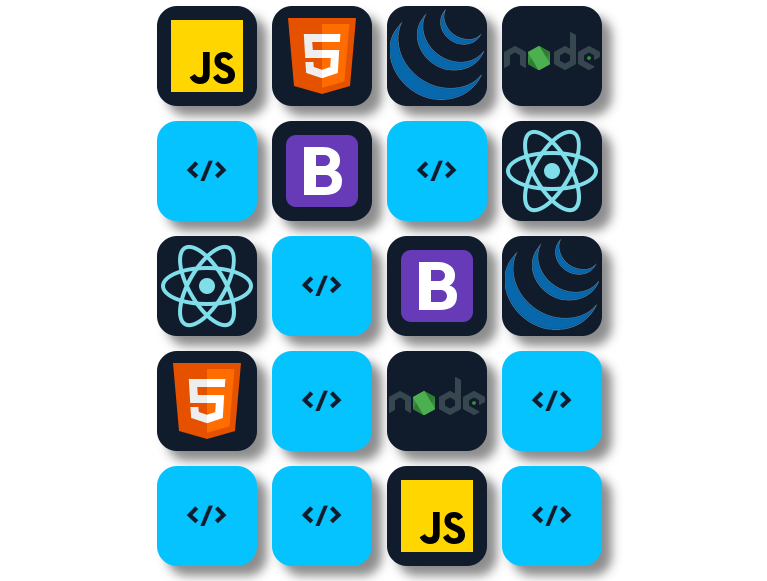 JS 5 node
</> B </>
</> B
5 </> node </>
</> </> JS </>